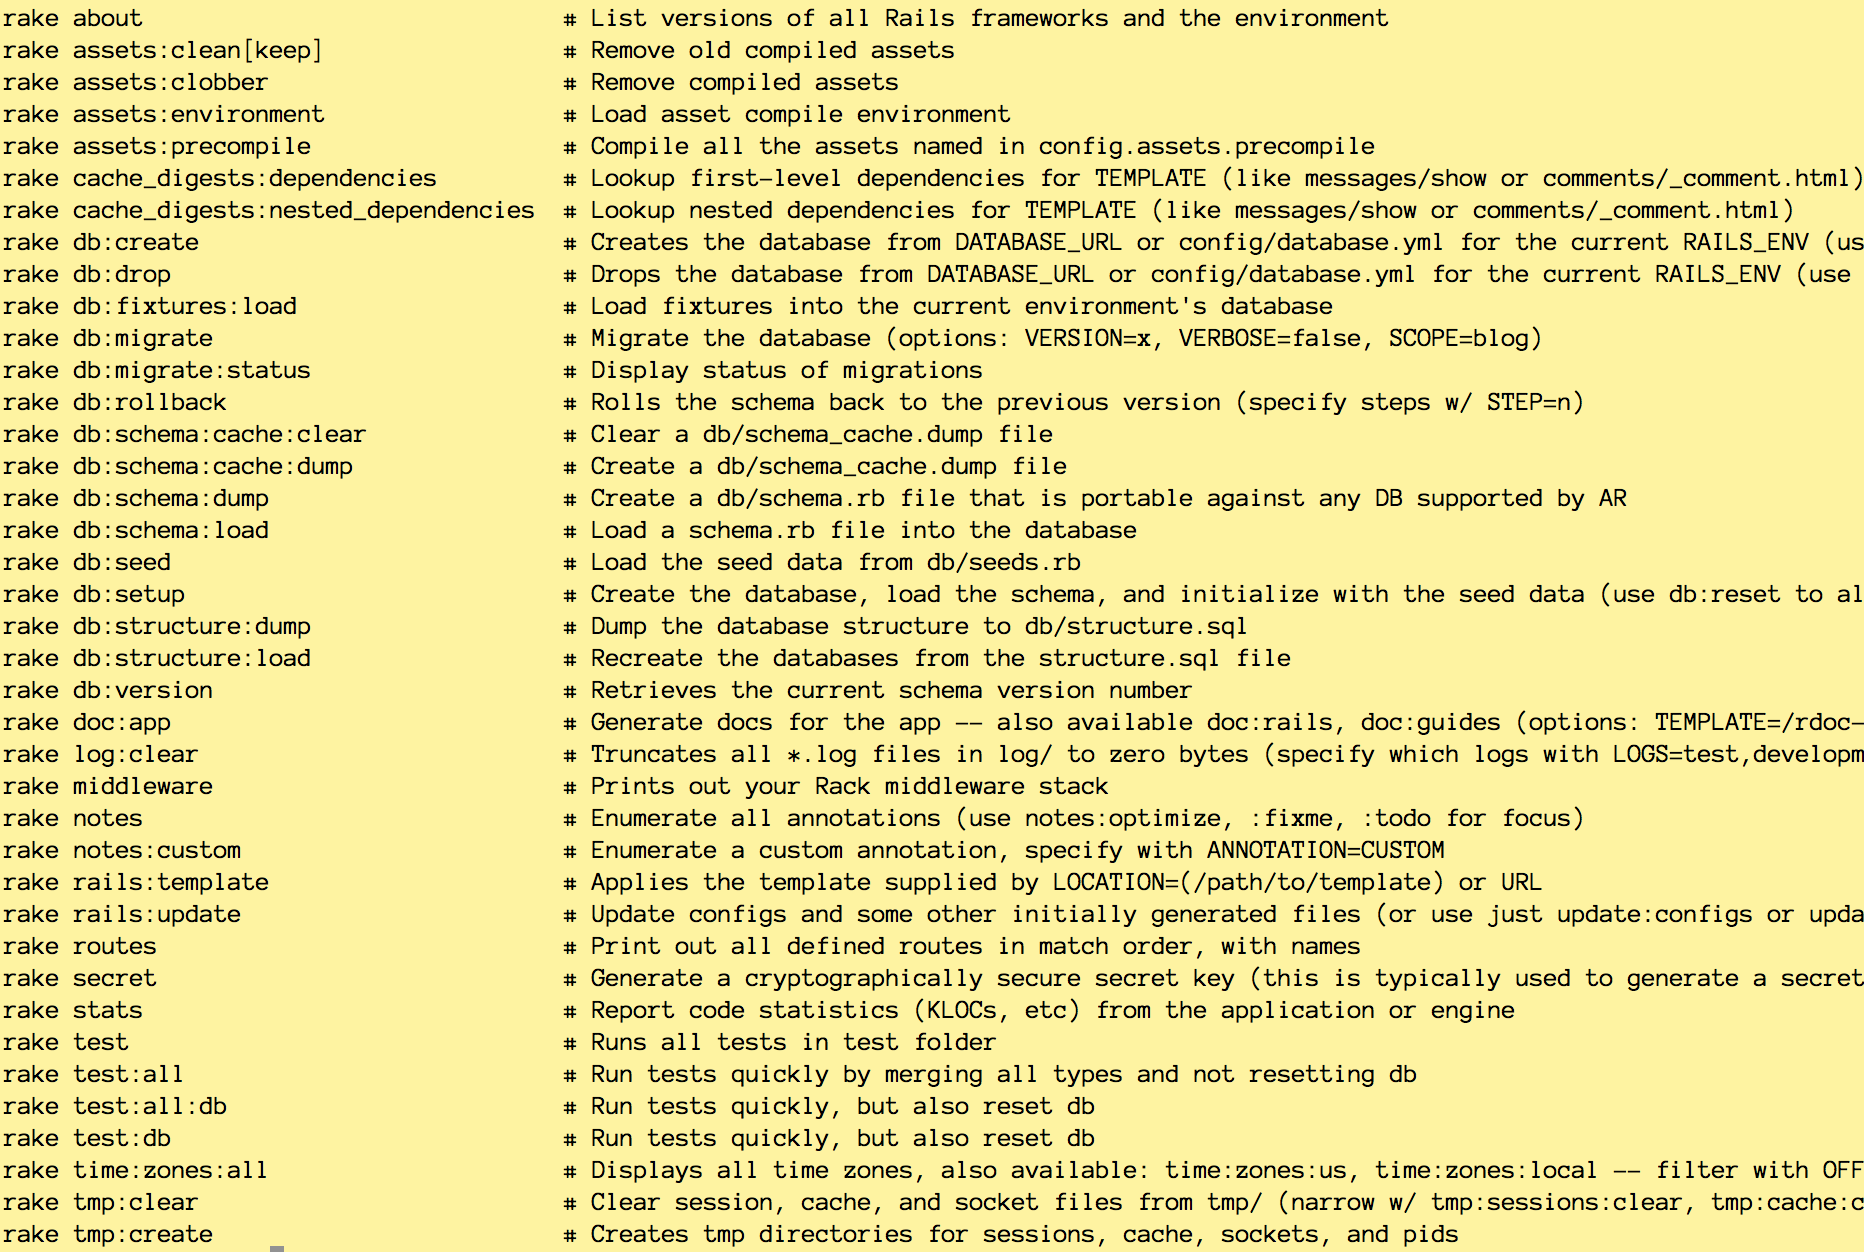 rake about # List versions of all Rails frameworks and the environment
rake assets:clean[keep] # Remove old compiled assets
rake assets:clobber # Remove compiled assets
rake assets:environment # Load asset compile environment
rake assets:precompile # Compile all the assets named in config.assets.precompile
rake cache_digests:dependencies # Lookup first-level dependencies for TEMPLATE (like messages/show or comments/_comment.html)
rake cache_digests:nested_dependencies # Lookup nested dependencies for TEMPLATE (like messages/show or comments/_comment.html)
rake db:create # Creates the database from DATABASE_URL or config/database.yml for the current RAILS_ENV (us
rake db:drop # Drops the database from DATABASE_URL or config/database.yml for the current RAILS_ENV (use
rake db:fixtures:load # Load fixtures into the current environment's database
rake db:migrate # Migrate the database (options: VERSION=x, VERBOSE=false, SCOPE=blog)
rake db:migrate:status # Display status of migrations
rake db:rollback # Rolls the schema back to the previous version (specify steps w/ STEP=n)
rake db:schema:cache:clear # Clear a db/schema_cache.dump file
rake db:schema:cache:dump # Create a db/schema_cache.dump file
rake db:schema:dump # Create a db/schema.rb file that is portable against any DB supported by AR
rake db:schema:load # Load a schema.rb file into the database
rake db:seed # Load the seed data from db/seeds.rb
rake db:setup # Create the database, load the schema, and initialize with the seed data (use db:reset to al
rake db:structure:dump # Dump the database structure to db/structure.sql
rake db:structure:load # Recreate the databases from the structure.sql file
rake db:version # Retrieves the current schema version number
rake doc:app # Generate docs for the app -- also available doc:rails, doc:guides (options: TEMPLATE=/rdoc-
rake log:clear # Truncates all *.log files in log/ to zero bytes (specify which logs with LOGS=test,developm
rake middleware # Prints out your Rack middleware stack
rake notes # Enumerate all annotations (use notes:optimize, :fixme, :todo for focus)
rake notes:custom # Enumerate a custom annotation, specify with ANNOTATION=CUSTOM
rake rails:template # Applies the template supplied by LOCATION=(/path/to/template) or URL
rake rails:update # Update configs and some other initially generated files (or use just update:configs or upda
rake routes # Print out all defined routes in match order, with names
rake secret # Generate a cryptographically secure secret key (this is typically used to generate a secret
rake stats # Report code statistics (KLOCs, etc) from the application or engine
rake test # Runs all tests in test folder
rake test:all # Run tests quickly by merging all types and not resetting db
rake test:all:db # Run tests quickly, but also reset db
rake test:db # Run tests quickly, but also reset db
rake time:zones:all # Displays all time zones, also available: time:zones:us, time:zones:local -- filter with OFF
rake tmp:clear # Clear session, cache, and socket files from tmp/ (narrow w/ tmp:sessions:clear, tmp:cache:c
rake tmp:create # Creates tmp directories for sessions, cache, sockets, and pids